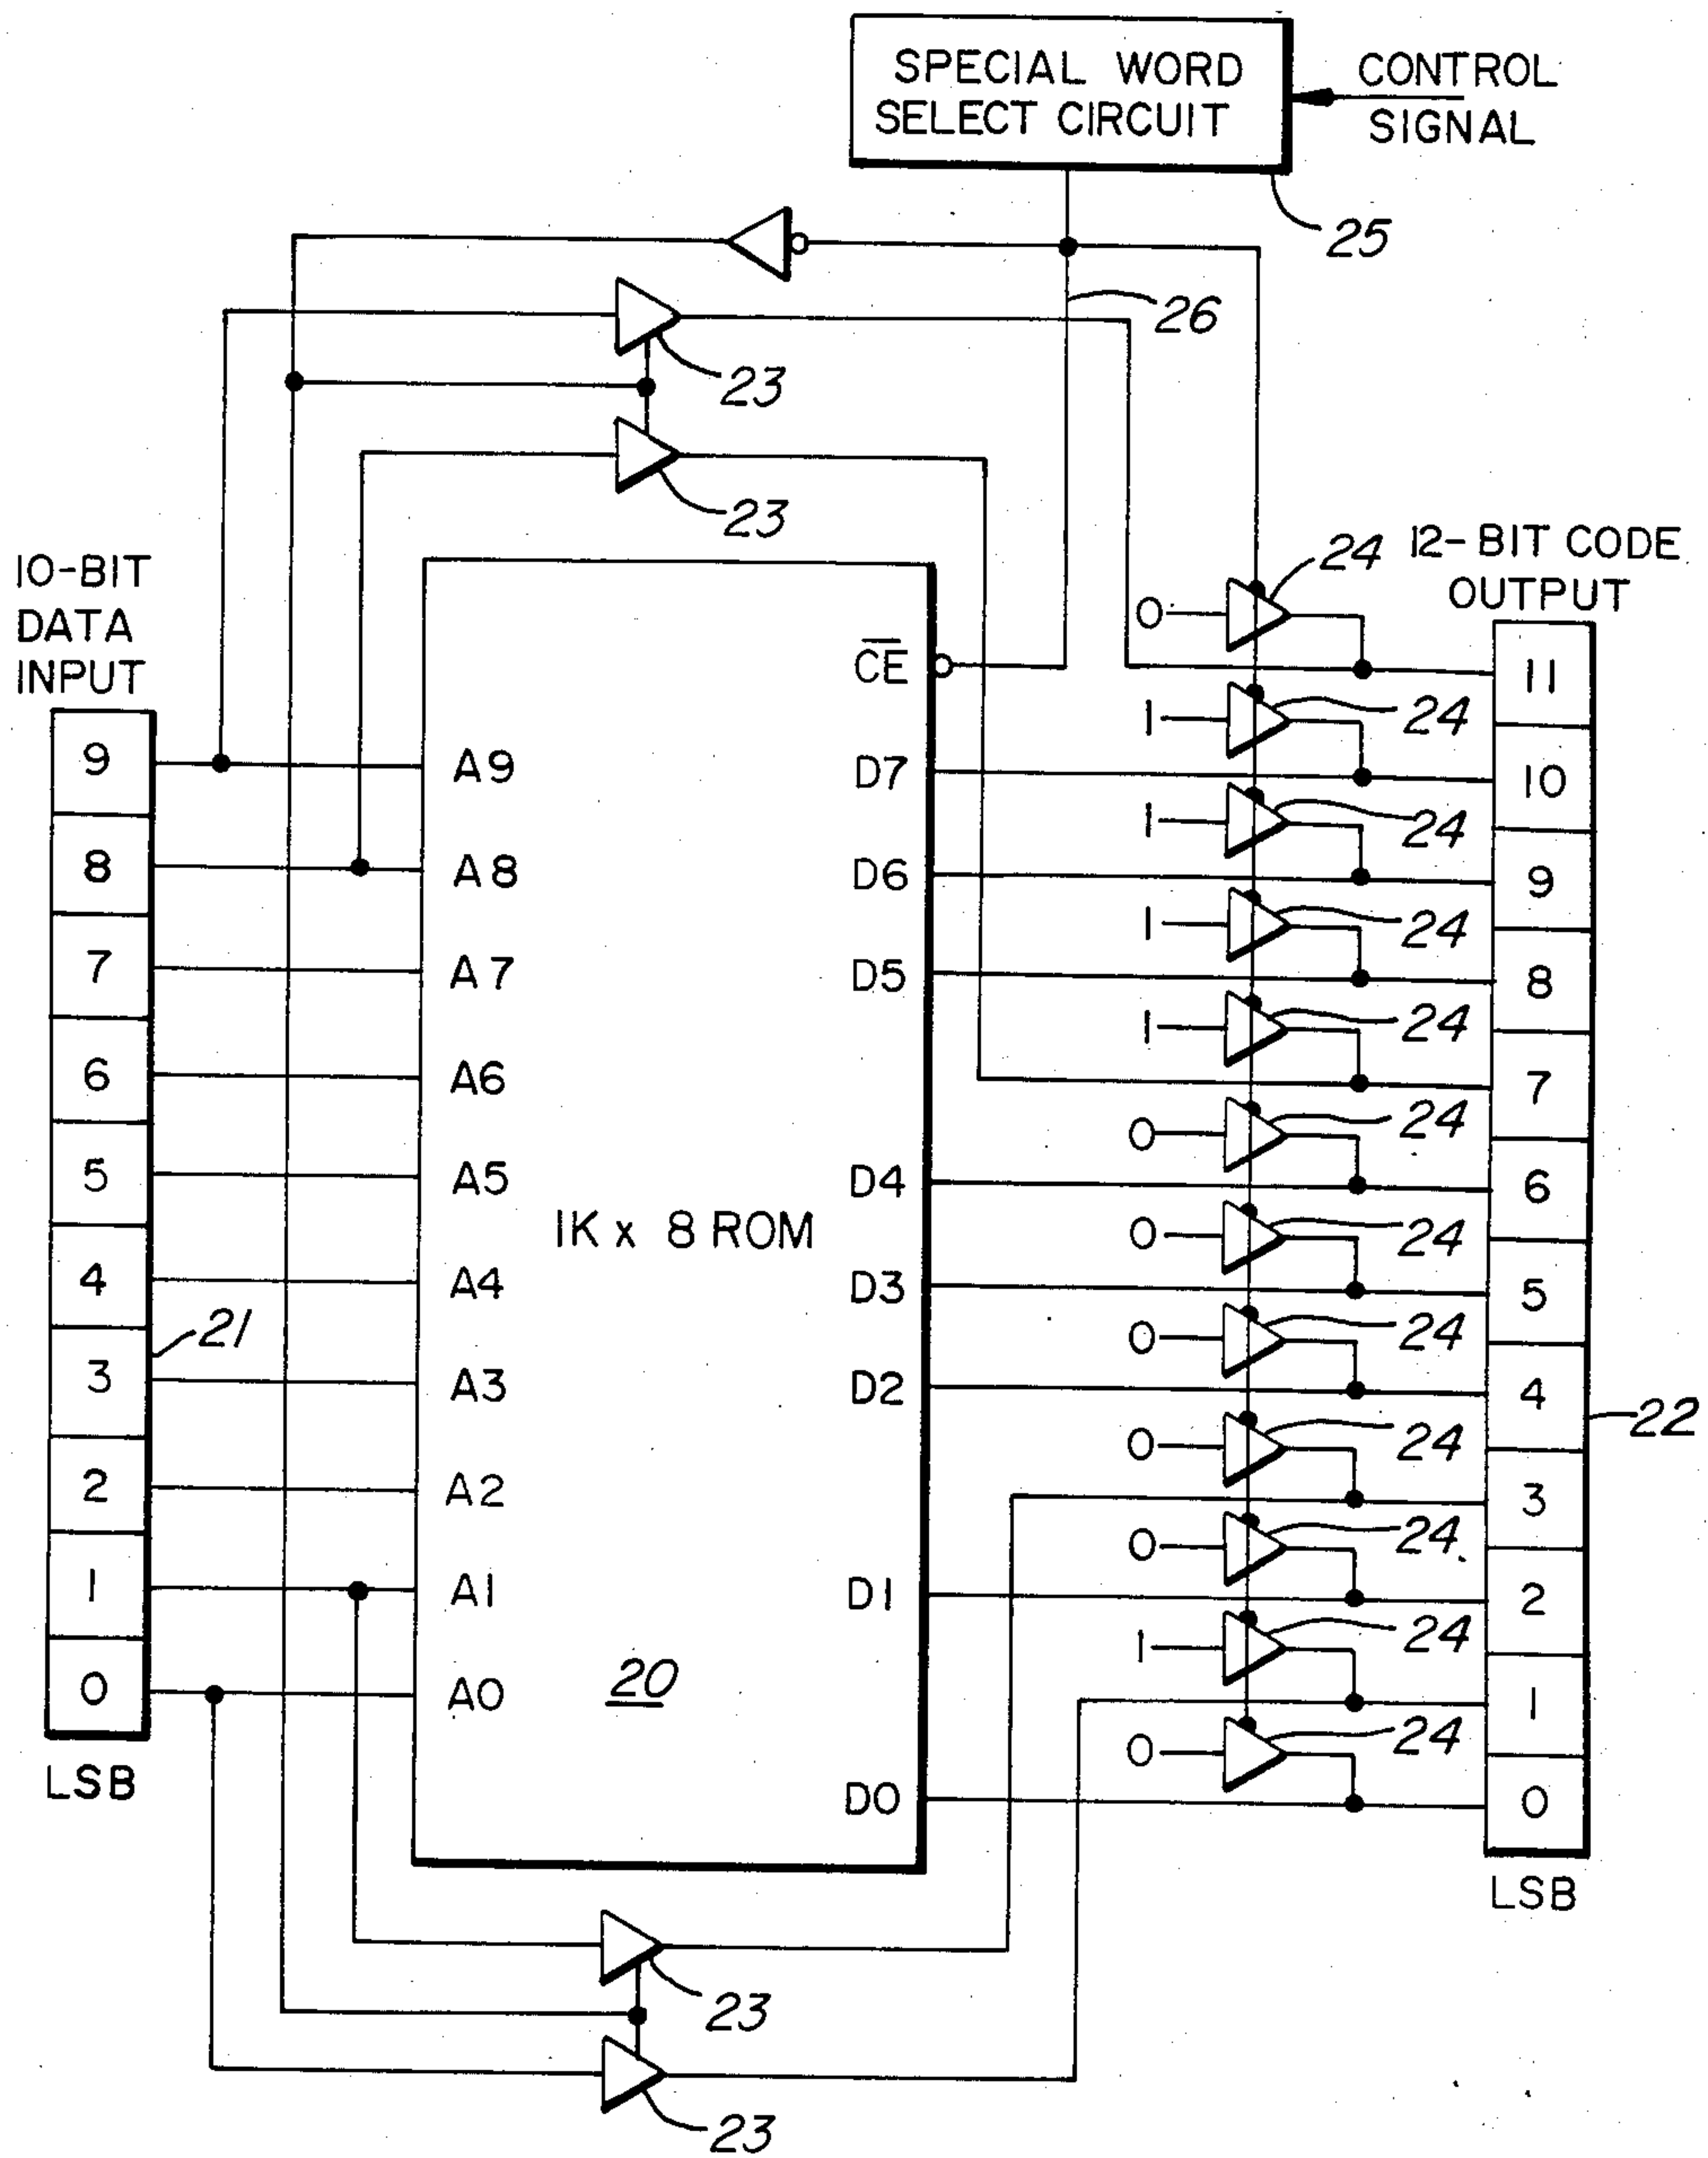 SPECIAL WORD
SELECT CIRCUIT
CONTROL
SIGNAL
25
26
23
23
10-BIT
DATA
INPUT
12-BIT CODE
OUTPUT
24
0
CE
11
1
24
9
A9
D7
10
1
24
8
A8
D6
9
1
24
7
A7
D5
8
1
24
6
A6
7
0
24
5
A5
D4
6
1K x 8 ROM
0
24
4
A4
D3
5
21
0
24
3
A3
D2
4
22
0
24
2
A2
3
0
24
1
A1
D1
2
1
24
0
A0
20
1
0
24
LSB
D0
0
LSB
23
23